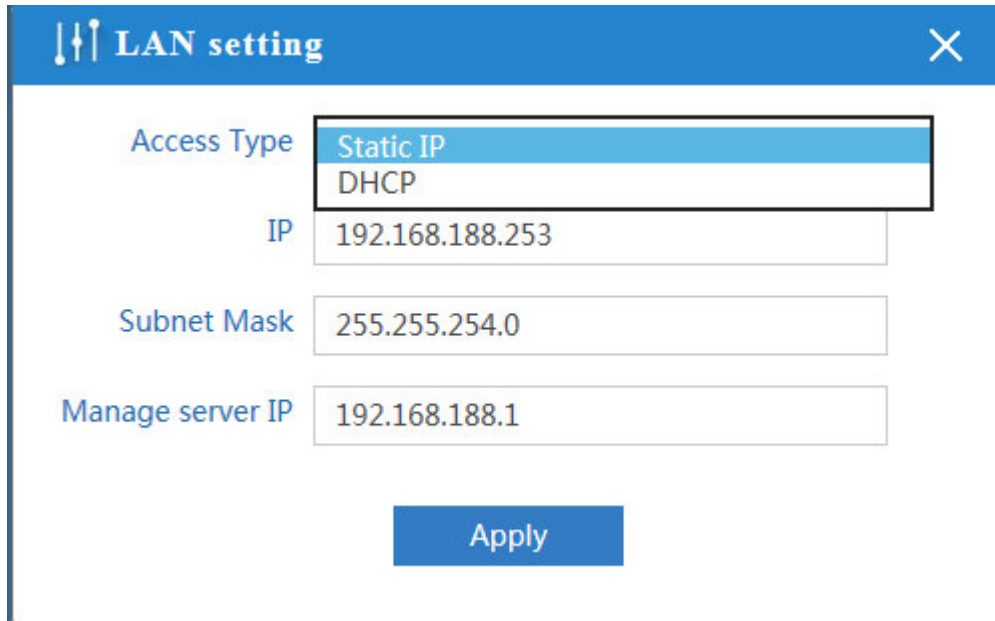 LAN setting
Access Type
Static IP
DHCP
IP 192.168.188.253
Subnet Mask 255.255.254.0
Manage server IP 192.168.188.1
Apply